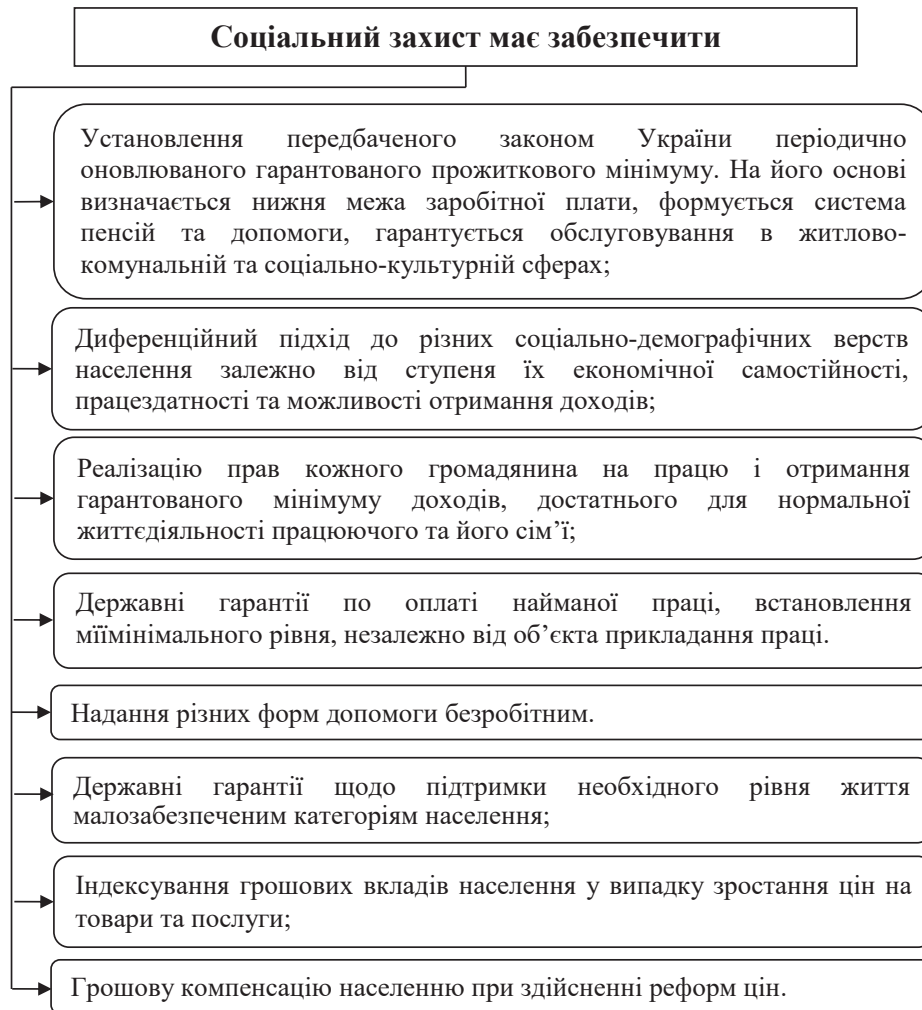 Соціальний захист має забезпечити
Установлення передбаченого законом України періодично
оновлюваного гарантованого прожиткового мінімуму. На його основі
визначається нижня межа заробітної плати, формується система
пенсій та допомоги, гарантується обслуговування в житлово-
комунальній та соціально-культурній сферах;
Диференційний підхід до різних соціально-демографічних верств
населення залежно від ступеня їх економічної самостійності,
працездатності та можливості отримання доходів;
Реалізацію прав кожного громадянина на працю і отримання
гарантованого мінімуму доходів, достатнього для нормальної
життєдіяльності працюючого та його сім’ї;
Державні гарантії по оплаті найманої праці, встановлення
міїмінімального рівня, незалежно від об’єкта прикладання праці.
Надання різних форм допомоги безробітним.
Державні гарантії щодо підтримки необхідного рівня життя
малозабезпеченим категоріям населення;
Індексування грошових вкладів населення у випадку зростання цін на
товари та послуги;
Грошову компенсацію населенню при здійсненні реформ цін.